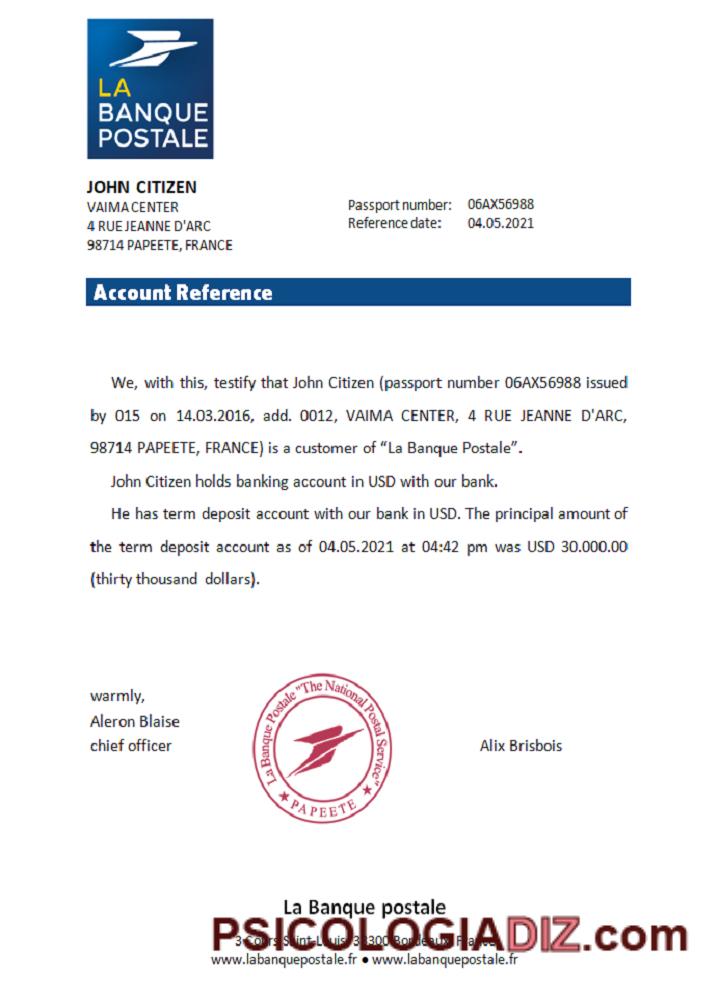 LA
BANQUE
POSTALE
JOHN CITIZEN
VAIMA CENTER
4 RUE JEANNE D'ARC
98714 PAPEETE, FRANCE
Passport number: 06AX56988
Reference date: 04.05.2021
Account Reference
We, with this, testify that John Citizen (passport number 06AX56988 issued
by 015 on 14.03.2016, add. 0012, VAIMA CENTER, 4 RUE JEANNE D'ARC,
98714 PAPEETE, FRANCE) is a customer of “La Banque Postale”.
John Citizen holds banking account in USD with our bank.
He has term deposit account with our bank in USD. The principal amount of
the term deposit account as of 04.05.2021 at 04:42 pm was USD 30.000.00
(thirty thousand dollars).
warmly,
Aleron Blaise
chief officer
La Banque Postale "The National Postal Service"
★ PAPEETE ★
Alix Brisbois
La Banque postale
3 Cours Saint-Louis 33300 Bordeaux, France
PSICOLOGIADIZ.com
www.labanquepostale.fr ● www.labanquepostale.fr